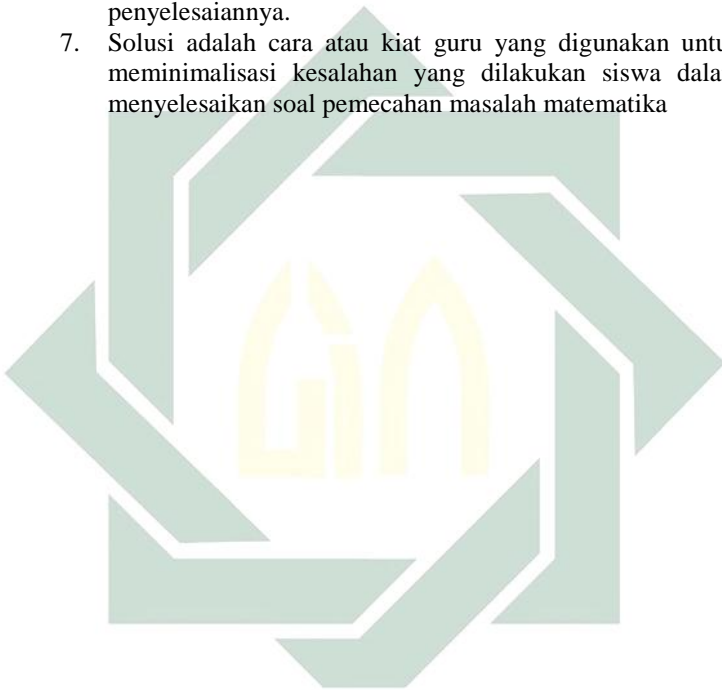 penyelesaiannya.
7. Solusi adalah cara atau kiat guru yang digunakan untu
meminimalisasi kesalahan yang dilakukan siswa dala
menyelesaikan soal pemecahan masalah matematika